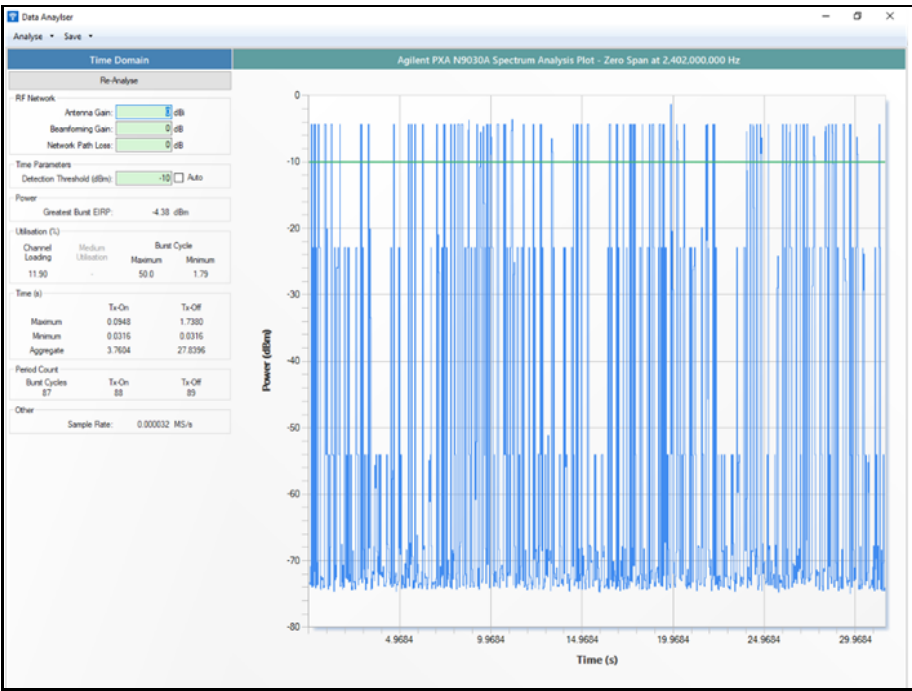 Data Anaylser
Analyse Save
Time Domain
Agilent PXA N9030A Spectrum Analysis Plot - Zero Span at 2,402,000,000 Hz
Re-Analyse
RF Network
Antenna Gain: dBi
Beamforming Gain: 0 dB
Network Path Loss: 0 dB
Time Parameters
Detection Threshold (dBm): -10 Auto
Power
Greatest Burst EIRP: -4.38 dBm
Utilisation (%)
Channel Loading Medium Utilisation Burst Cycle
Maximum Minimum
11.90 - 50.0 1.79
Time (s)
Tx-On Tx-Off
Maximum 0.0948 1.7380
Minimum 0.0316 0.0316
Aggregate 3.7604 27.8396
Period Count
Burst Cycles Tx-On Tx-Off
87 88 89
Other
Sample Rate: 0.000032 MS/s
Power (dBm)
0
-10
-20
-30
-40
-50
-60
-70
-80
4.9684 9.9684 14.9684 19.9684 24.9684 29.9684
Time (s)